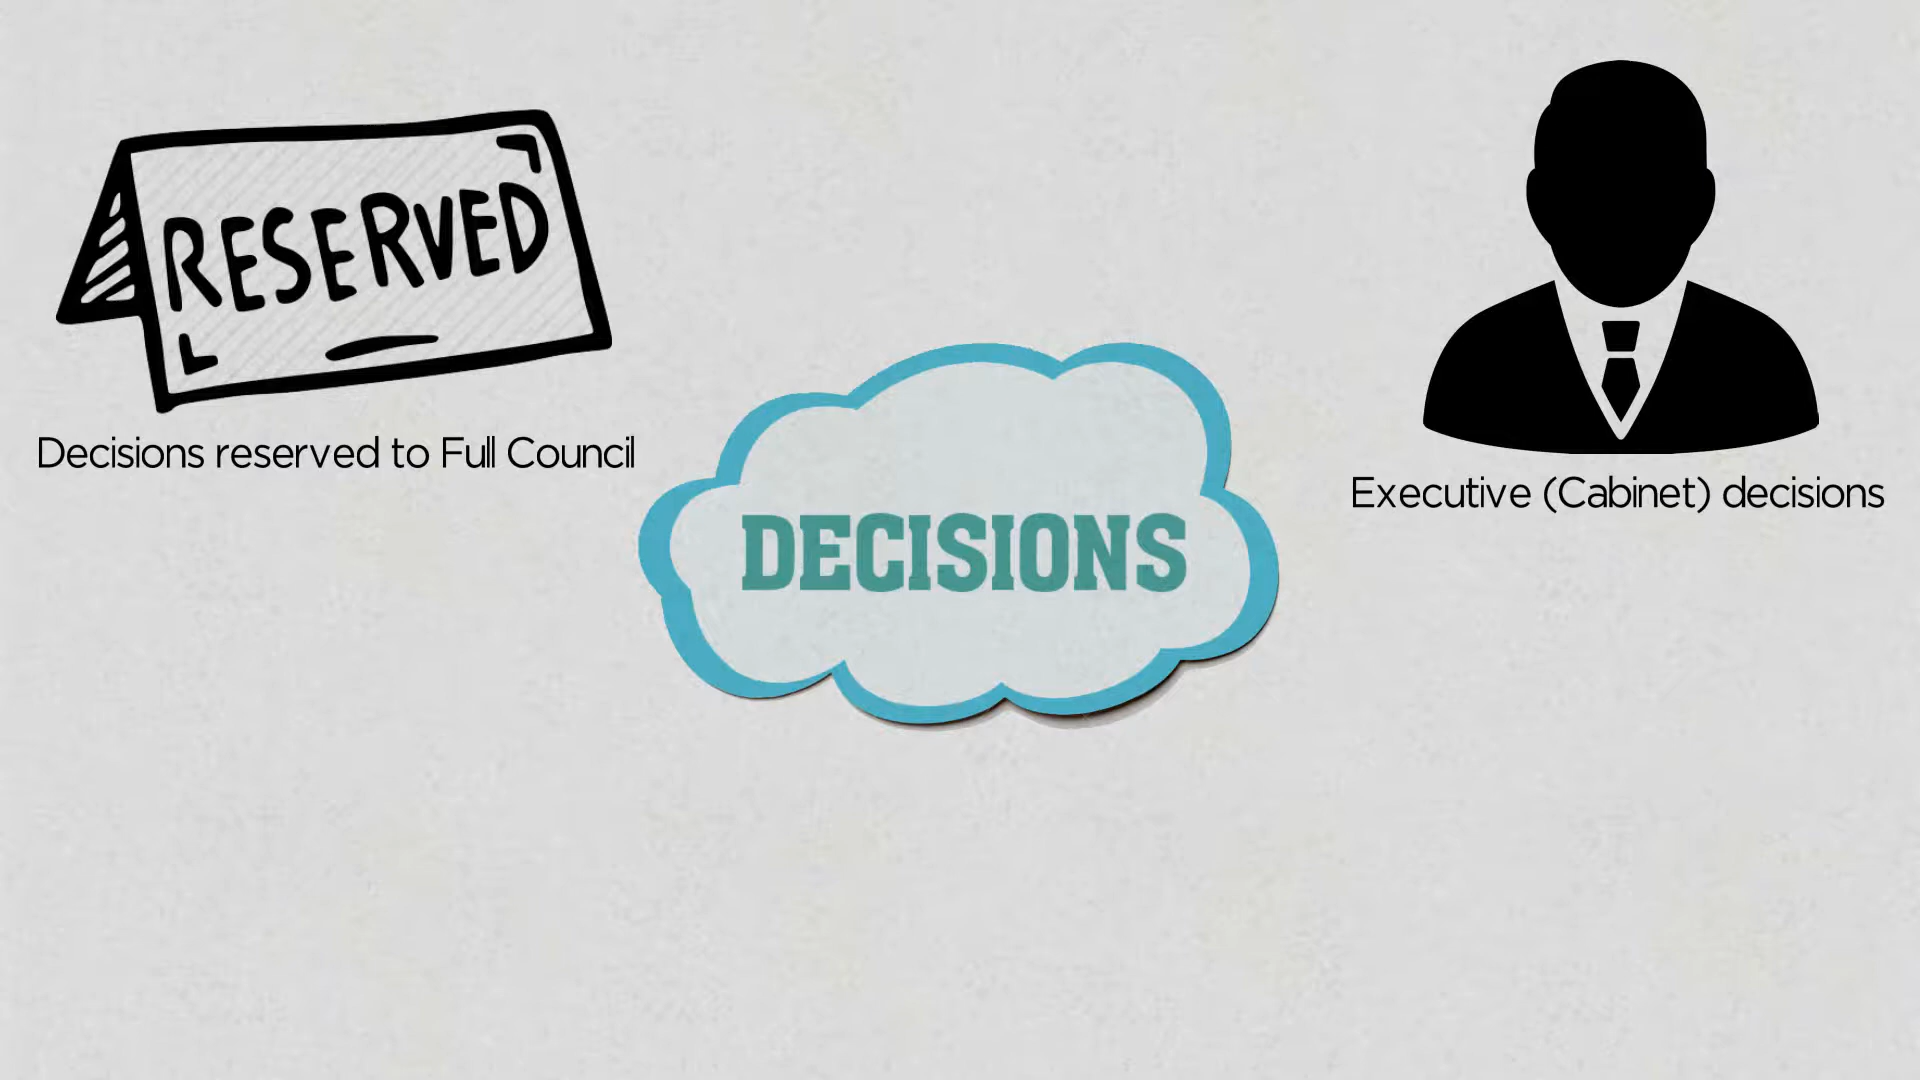 RESERVED
Decisions reserved to Full Council
Executive (Cabinet) decisions
DECISIONS